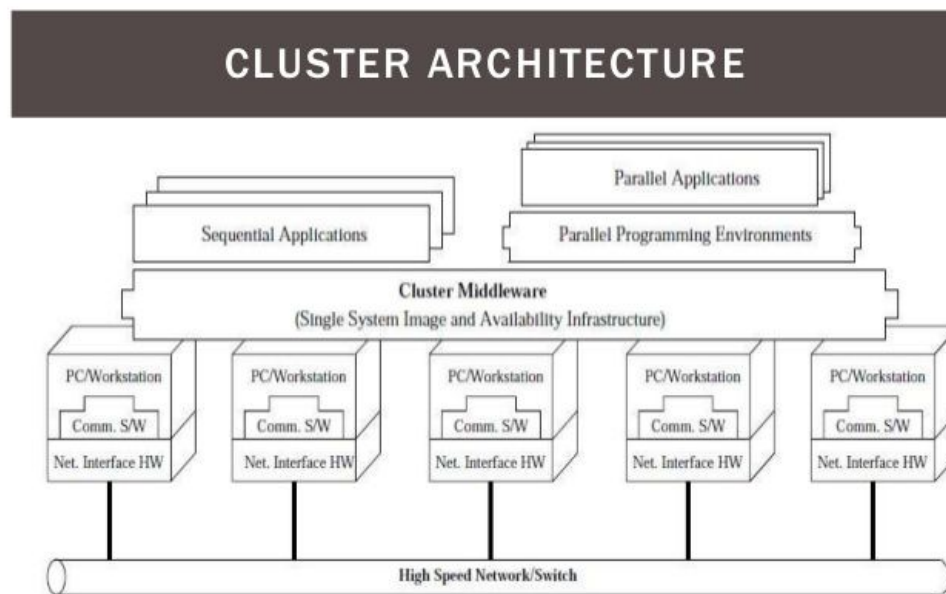 CLUSTER ARCHITECTURE
Parallel Applications
Sequential Applications
Parallel Programming Environments
Cluster Middleware
(Single System Image and Availability Infrastructure)
PC/Workstation
PC/Workstation
PC/Workstation
PC/Workstation
PC/Workstation
Comm. S/W
Comm. S/W
Comm. S/W
Comm. S/W
Comm. S/W
Net. Interface HW
Net. Interface HW
Net. Interface HW
Net. Interface HW
Net. Interface HW
High Speed Network/Switch